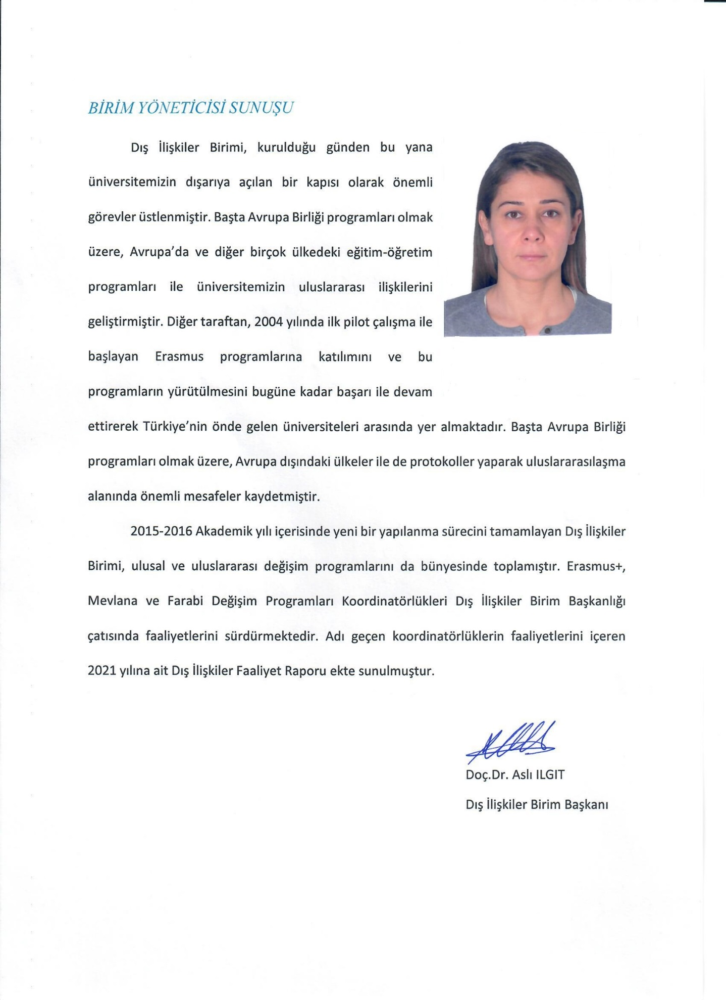 BİRİM YÖNETİCİSİ SUNUŞU
Dış İlişkiler Birimi, kurulduğu günden bu yana
üniversitemizin dışarıya açılan bir kapısı olarak önemli
görevler üstlenmiştir. Başta Avrupa Birliği programları olmak
üzere, Avrupa’da ve diğer birçok ülkedeki eğitim-öğretim
programları ile üniversitemizin uluslararası ilişkilerini
geliştirmiştir. Diğer taraftan, 2004 yılında ilk pilot çalışma ile
başlayan Erasmus programlarına katılımını ve bu
programların yürütülmesini bugüne kadar başarı ile devam
ettirerek Türkiye’nin önde gelen üniversiteleri arasında yer almaktadır. Başta Avrupa Birliği
programları olmak üzere, Avrupa dışındaki ülkeler ile de protokoller yaparak uluslararasılaşma
alanında önemli mesafeler kaydetmiştir.
2015-2016 Akademik yılı içerisinde yeni bir yapılanma sürecini tamamlayan Dış İlişkiler
Birimi, ulusal ve uluslararası değişim programlarını da bünyesinde toplamıştır. Erasmus+,
Mevlana ve Farabi Değişim Programları Koordinatörlükleri Dış İlişkiler Birim Başkanlığı
çatısında faaliyetlerini sürdürmektedir. Adı geçen koordinatörlüklerin faaliyetlerini içeren
2021 yılına ait Dış İlişkiler Faaliyet Raporu ekte sunulmuştur.
Doç.Dr. Aslı ILGIT
Dış İlişkiler Birim Başkanı